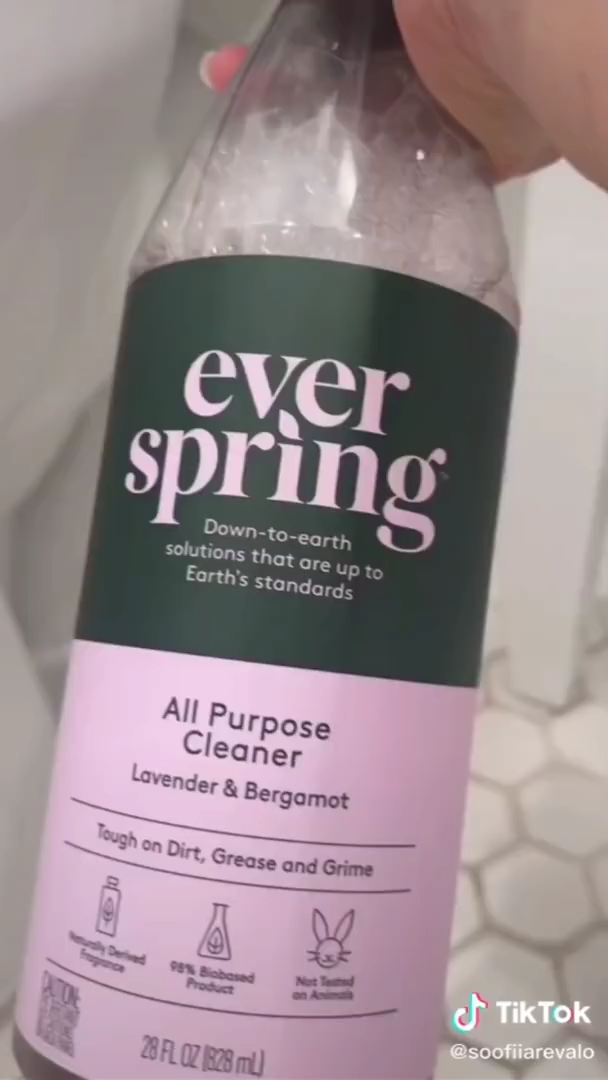 ever
spring
Down-to-earth
solutions that are up to
Earth's standards
All Purpose
Cleaner
Lavender & Bergamot
Tough on Dirt, Grease and Grime
Naturally Derived
Fragrance
98% Biobased
Product
Not Tested
on Animals
CAUTION:
28 FL OZ (828 mL)
TikTok
@soofiiarevalo